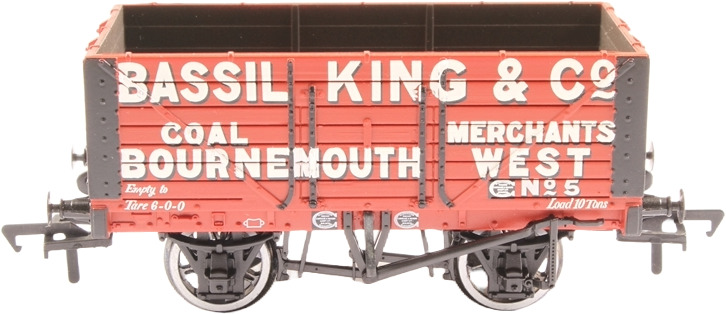 BASSIL KING & Co
COAL MERCHANTS
BOURNEMOUTH WEST
Empty to
Tare 6-0-0
No 5
Load 10 Tons